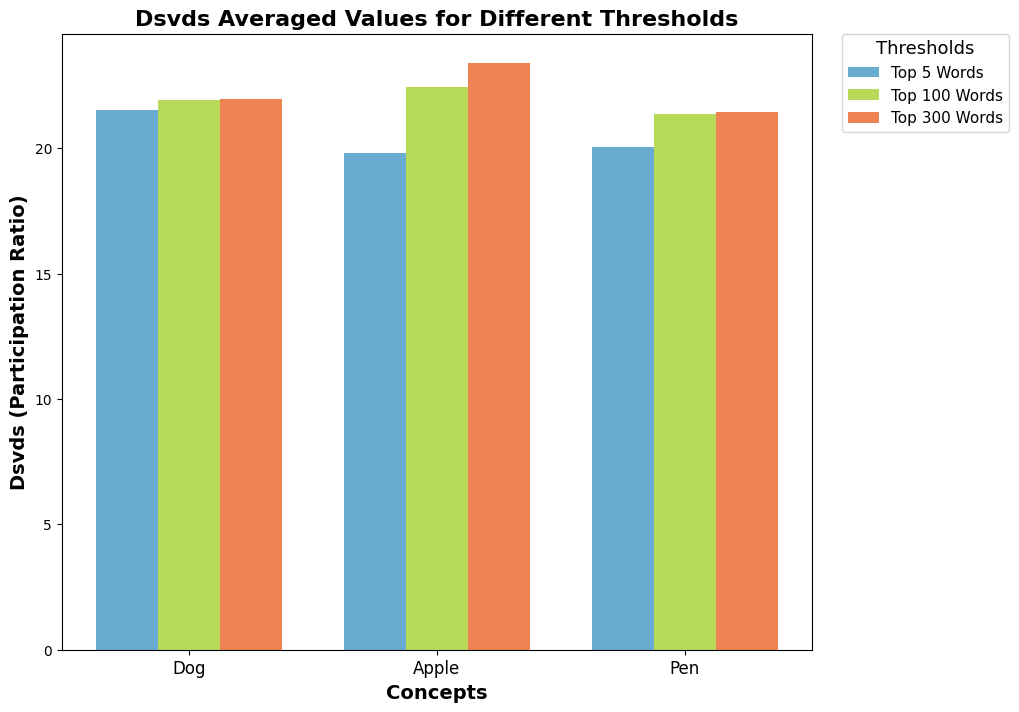 Dsvds Averaged Values for Different Thresholds
Thresholds
Top 5 Words
Top 100 Words
Top 300 Words
Dsvds (Participation Ratio)
20
15
10
5
0
Dog
Apple
Pen
Concepts